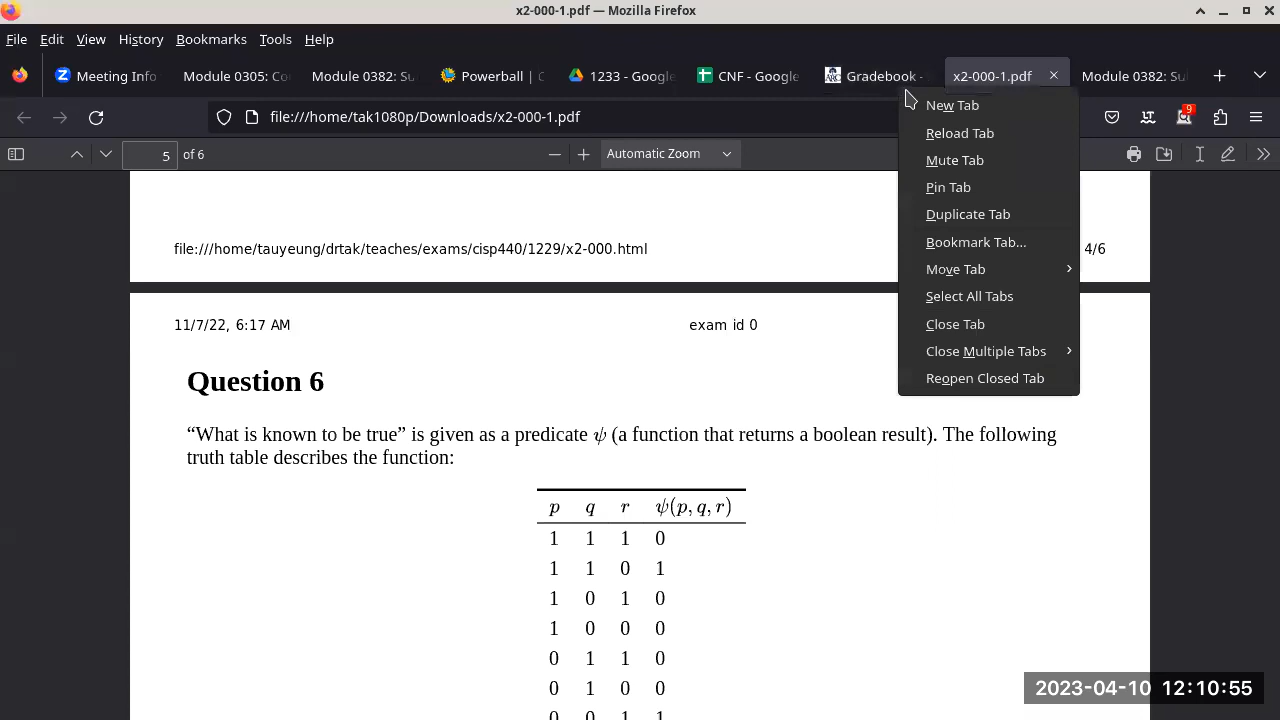 x2-000-1.pdf — Mozilla Firefox
File Edit View History Bookmarks Tools Help
Meeting Info Module 0305: Co Module 0382: Su Powerball | C 1233 - Google CNF - Google Gradebook - x2-000-1.pdf Module 0382: Su
file:///home/tak1080p/Downloads/x2-000-1.pdf 9
5 of 6 Automatic Zoom
New Tab
Reload Tab
Mute Tab
Pin Tab
Duplicate Tab
Bookmark Tab...
Move Tab
Select All Tabs
Close Tab
Close Multiple Tabs
Reopen Closed Tab
file:///home/tauyeung/drtak/teaches/exams/cisp440/1229/x2-000.html 4/6
11/7/22, 6:17 AM exam id 0
Question 6
“What is known to be true” is given as a predicate ψ (a function that returns a boolean result). The following
truth table describes the function:
p q r ψ(p, q, r)
1 1 1 0
1 1 0 1
1 0 1 0
1 0 0 0
0 1 1 0
0 1 0 0
0 0 1 1
2023-04-10 12:10:55